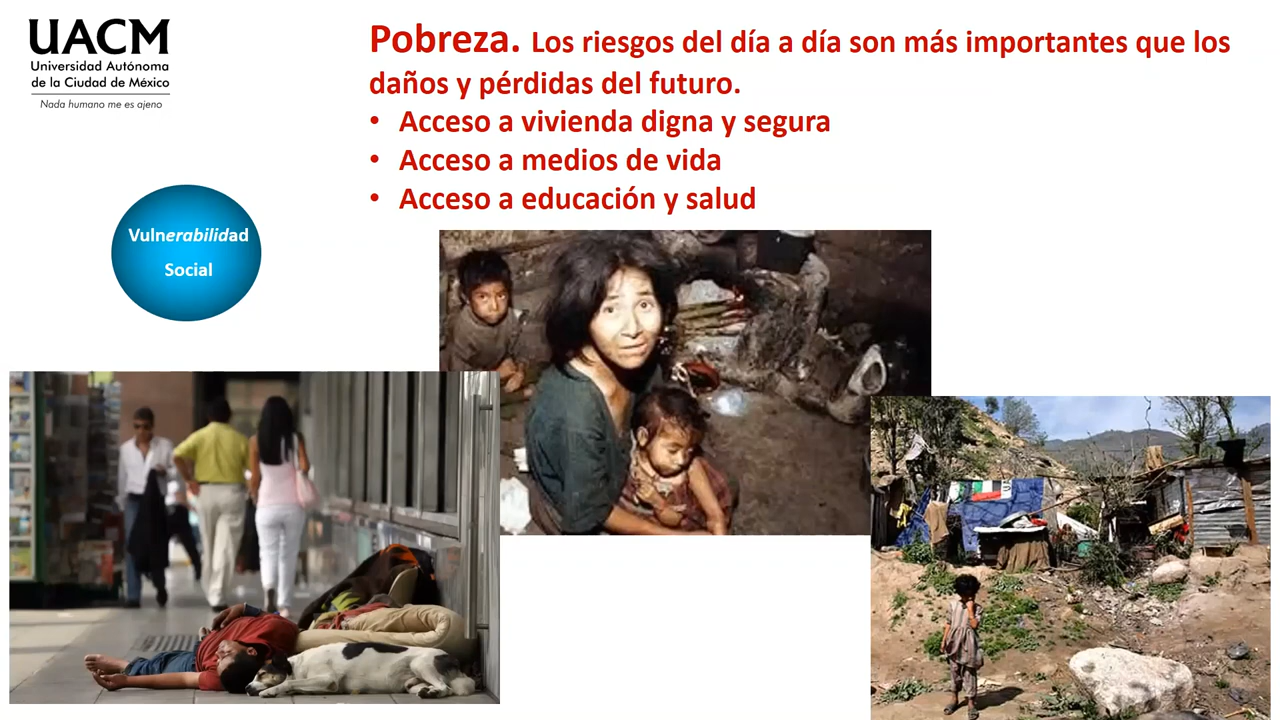 UACM
Universidad Autónoma
de la Ciudad de México
Nada humano me es ajeno
Pobreza. Los riesgos del día a día son más importantes que los
daños y pérdidas del futuro.
• Acceso a vivienda digna y segura
• Acceso a medios de vida
• Acceso a educación y salud
Vulnerabilidad
Social